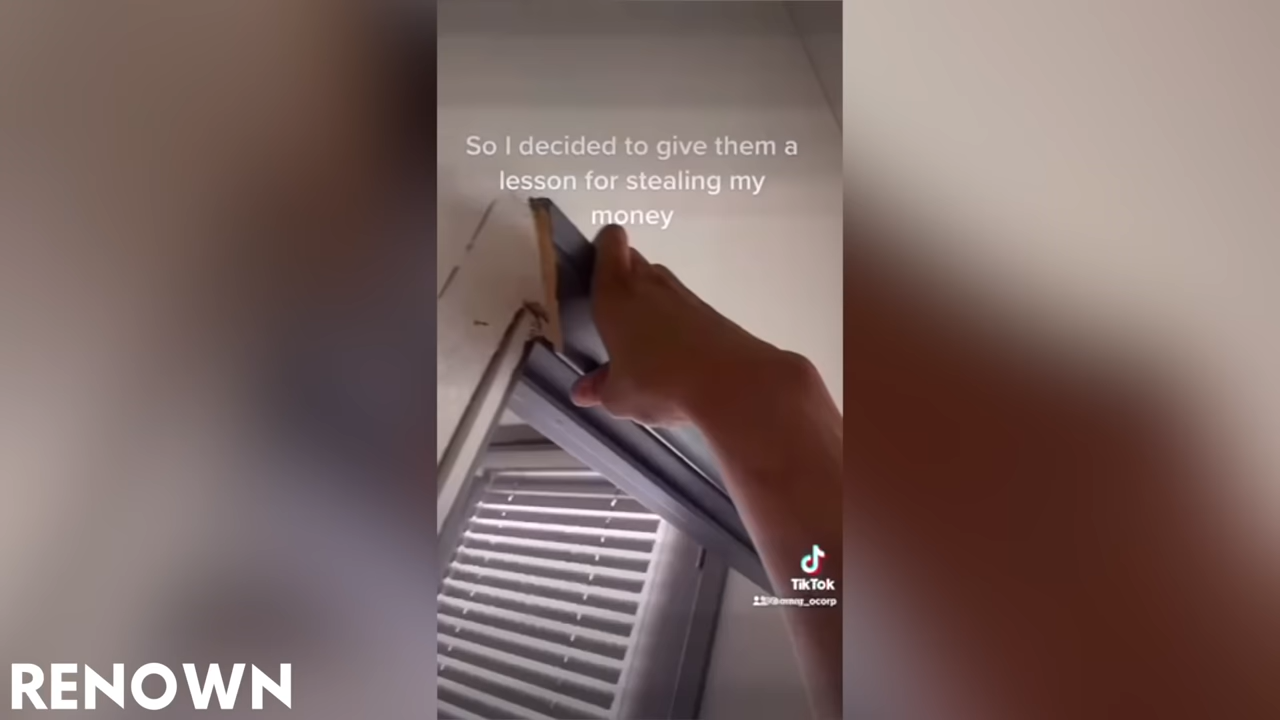 So I decided to give them a
lesson for stealing my
money
TikTok
RENOWN